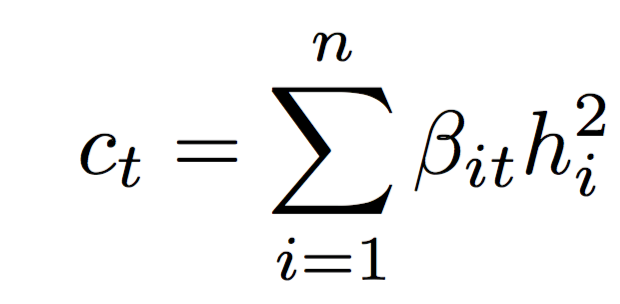 c_t = \sum_{i=1}^{n} \beta_{it} h_i^2